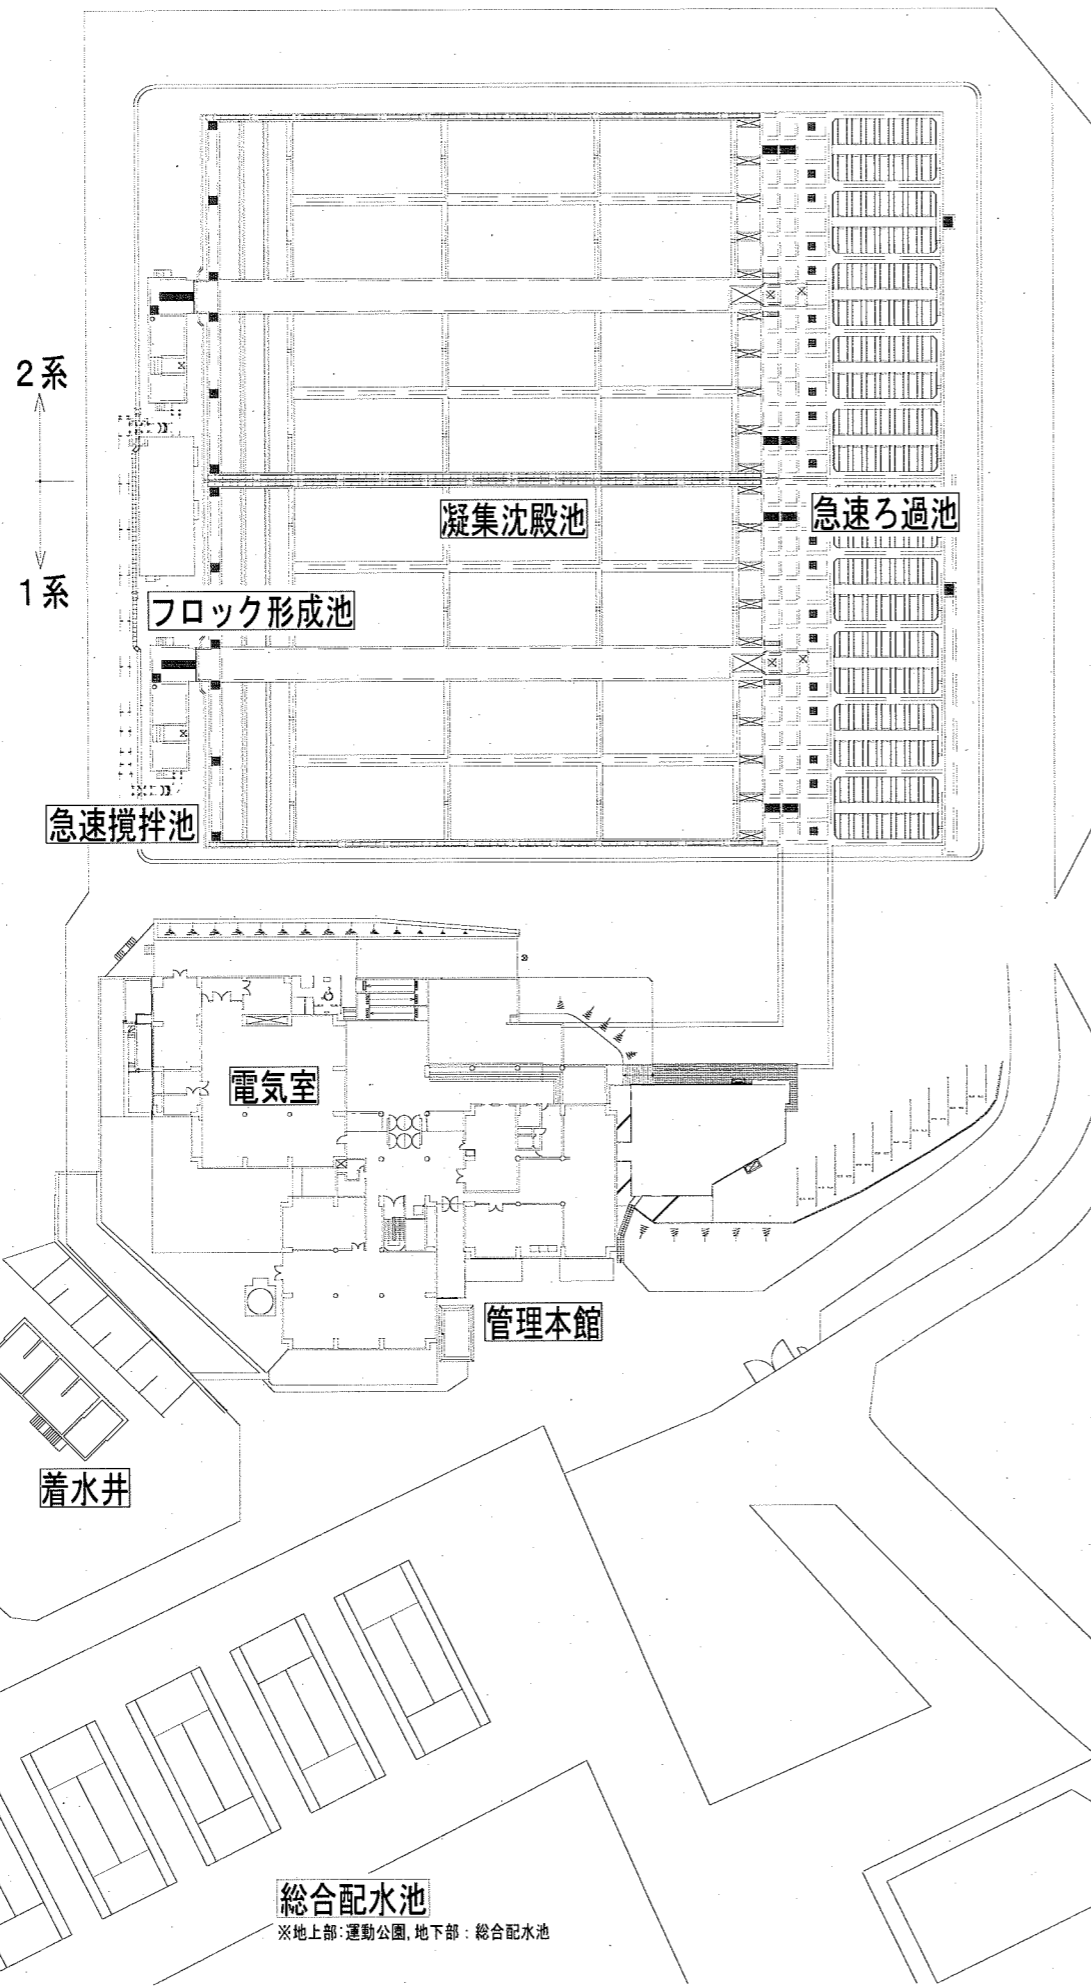 2系
凝集沈殿池
急速ろ過池
1系
フロック形成池
急速撹拌池
電気室
管理本館
着水井
総合配水池
※地上部:運動公園,地下部:総合配水池